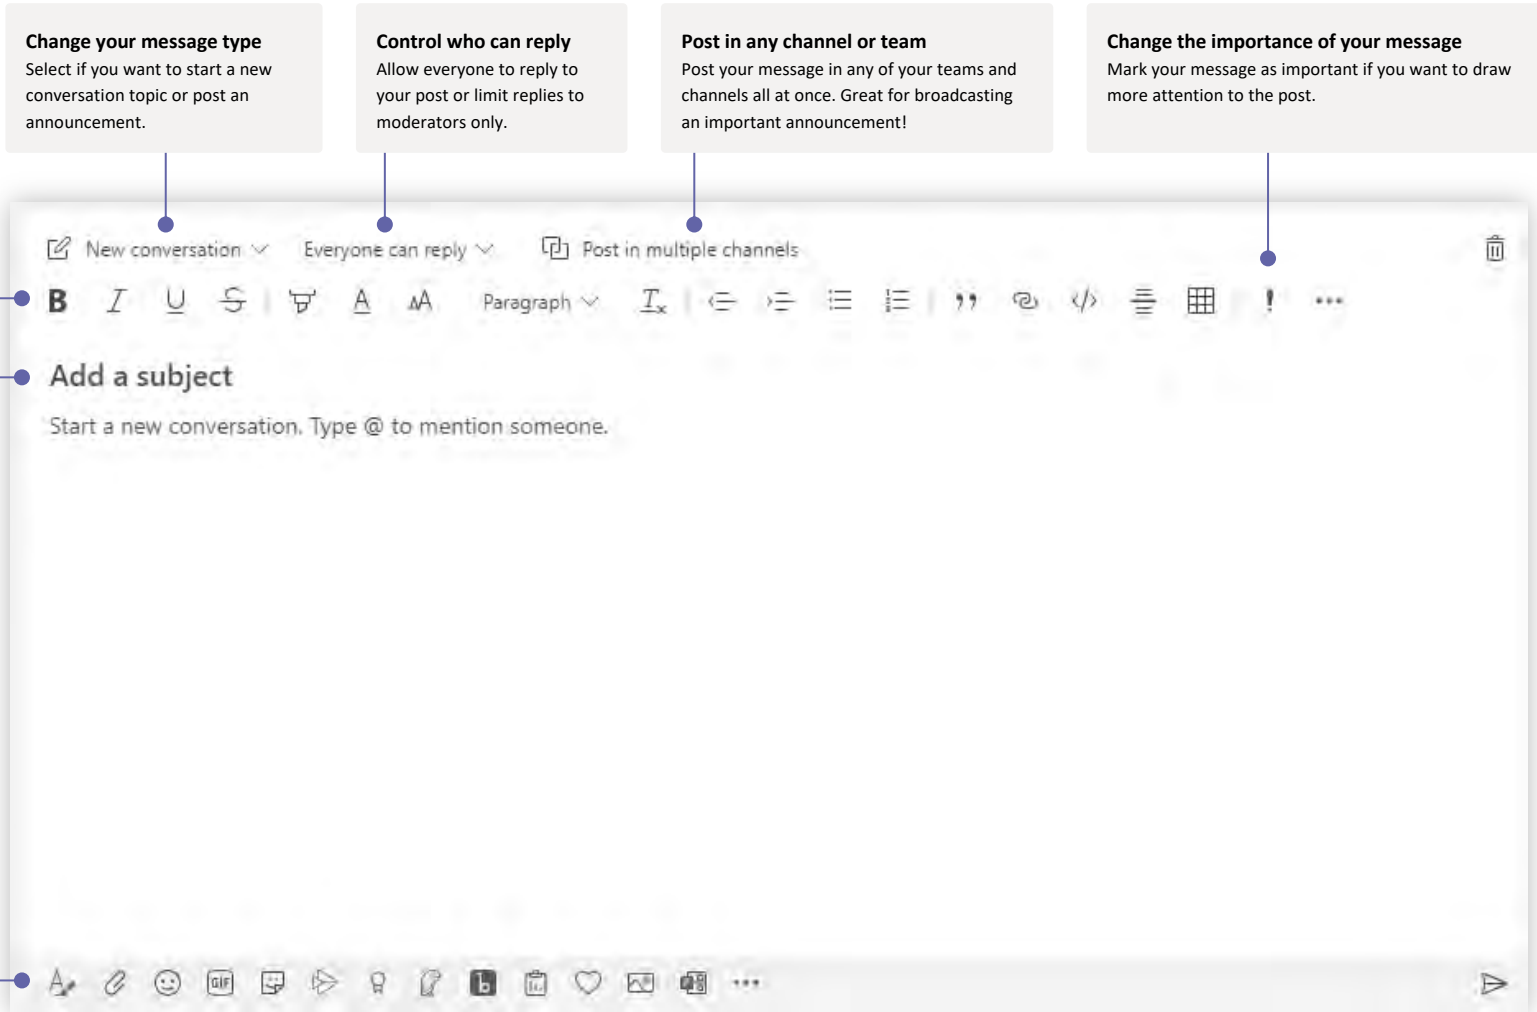 Change your message type
Select if you want to start a new
conversation topic or post an
announcement.
Control who can reply
Allow everyone to reply to
your post or limit replies to
moderators only.
Post in any channel or team
Post your message in any of your teams and
channels all at once. Great for broadcasting
an important announcement!
Change the importance of your message
Mark your message as important if you want to draw
more attention to the post.
New conversation
Everyone can reply
Post in multiple channels
B I U S A AA Paragraph Tx </> ! •••
Add a subject
Start a new conversation. Type @ to mention someone.
A GIF b •••